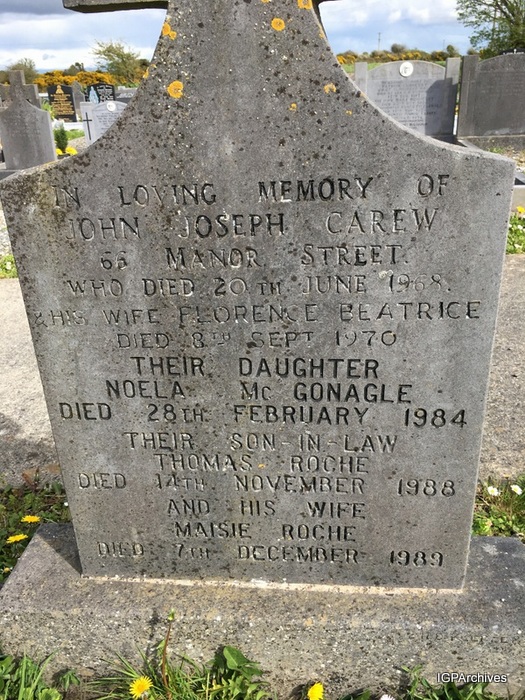 IN LOVING MEMORY OF
JOHN JOSEPH CAREW
66 MANOR STREET.
WHO DIED 20TH JUNE 1968.
& HIS WIFE FLORENCE BEATRICE
DIED 8TH SEPT 1970
THEIR DAUGHTER
NOELA Mc GONAGLE
DIED 28TH FEBRUARY 1984
THEIR SON-IN-LAW
THOMAS ROCHE
DIED 14TH NOVEMBER 1988
AND HIS WIFE
MAISIE ROCHE
DIED 7TH DECEMBER 1989
IGPArchives